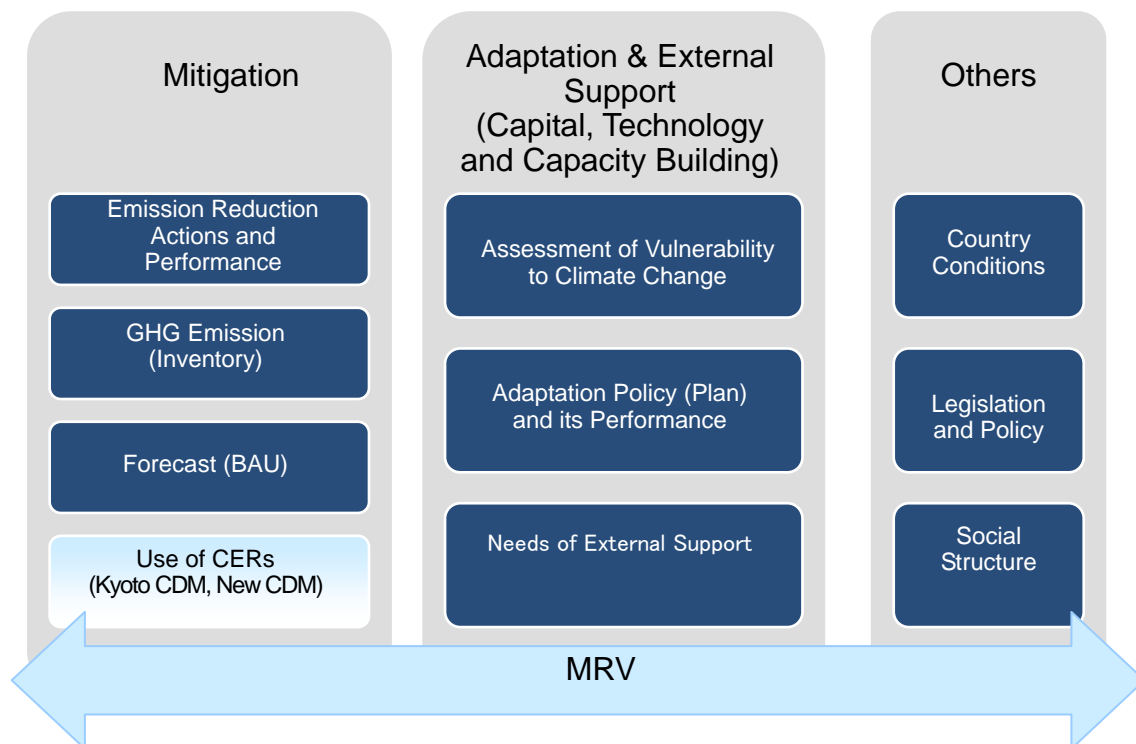 Mitigation
Emission Reduction
Actions and
Performance
GHG Emission
(Inventory)
Forecast (BAU)
Use of CERs
(Kyoto CDM, New CDM)
Adaptation & External
Support
(Capital, Technology
and Capacity Building)
Assessment of Vulnerability
to Climate Change
Adaptation Policy (Plan)
and its Performance
Needs of External Support
Others
Country
Conditions
Legislation
and Policy
Social
Structure
MRV